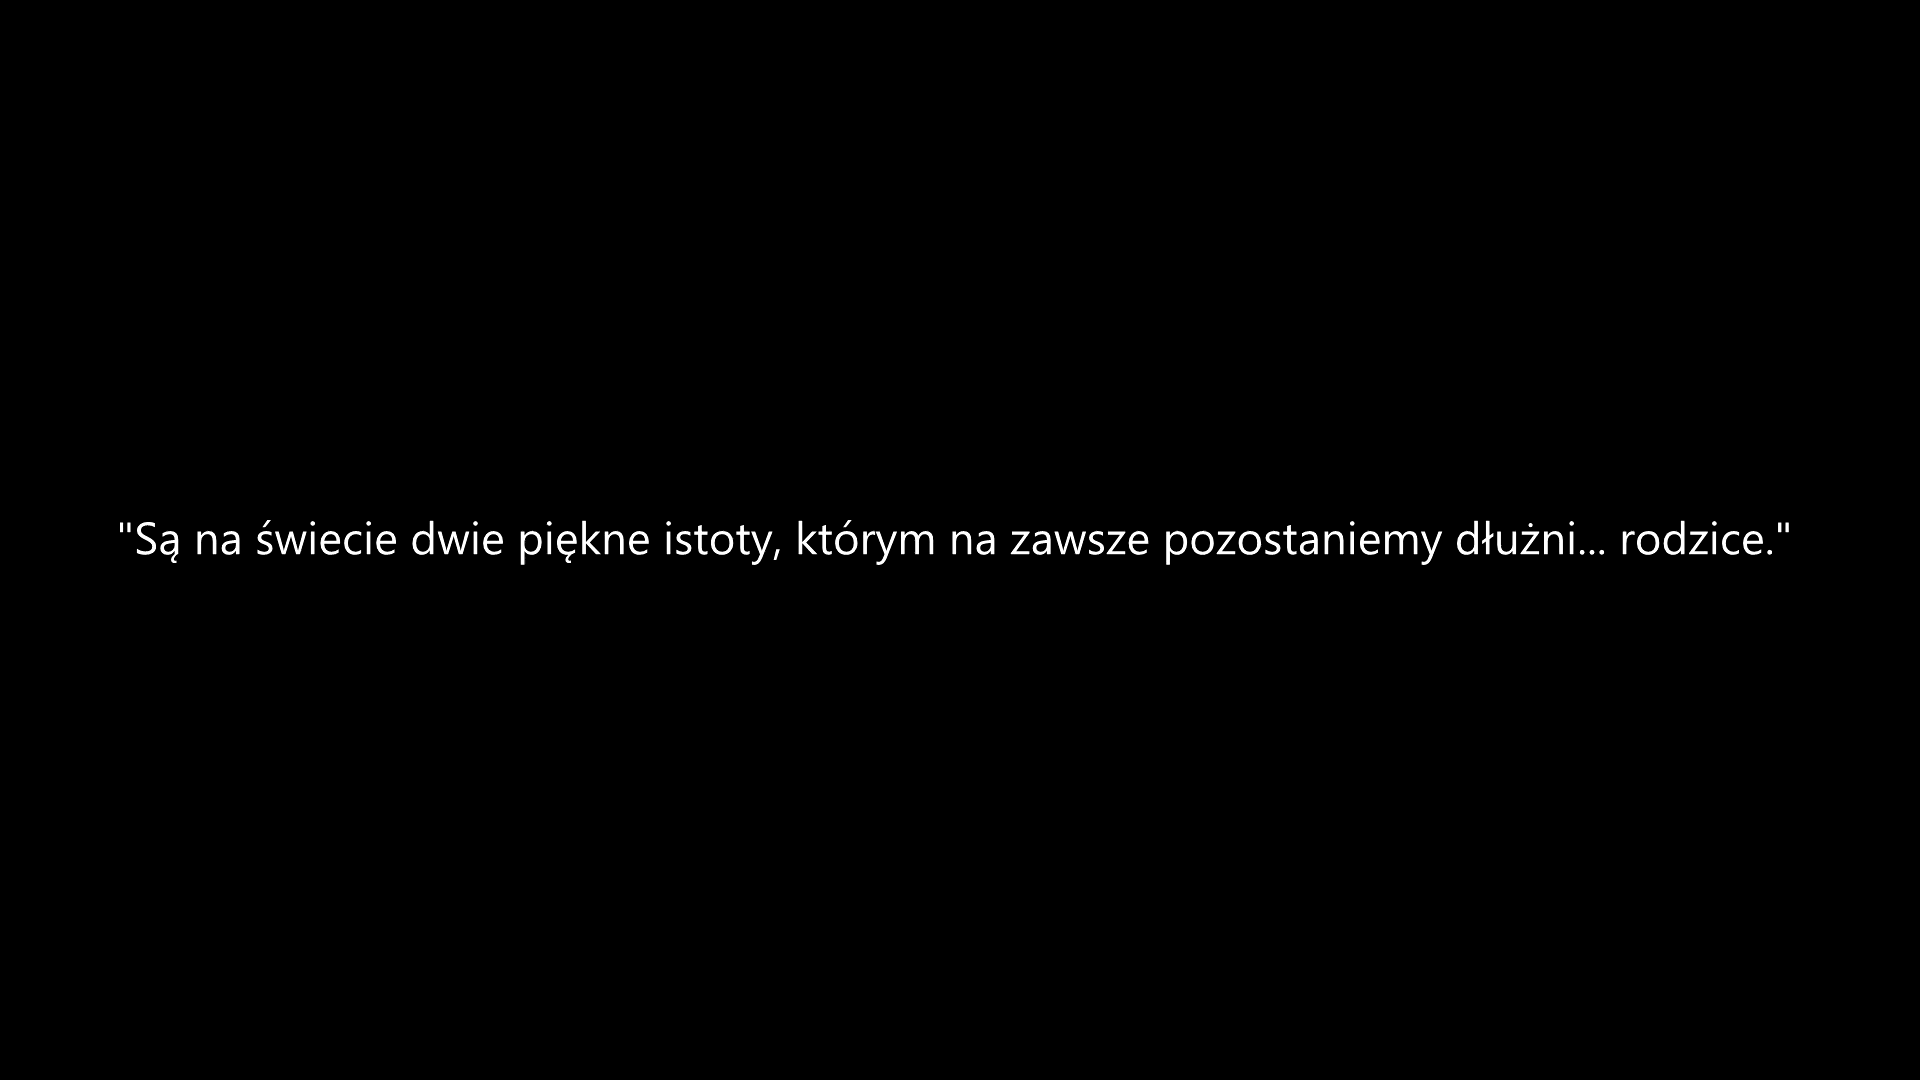 "Są na świecie dwie piękne istoty, którym na zawsze pozostaniemy dłużni... rodzice."